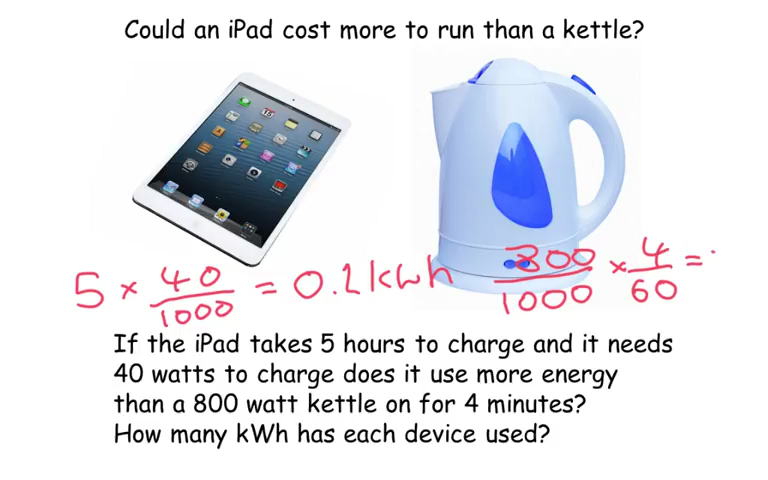 Could an iPad cost more to run than a kettle?
5 × 40/1000 = 0.2kWh 800/1000 × 4/60 =
If the iPad takes 5 hours to charge and it needs
40 watts to charge does it use more energy
than a 800 watt kettle on for 4 minutes?
How many kWh has each device used?